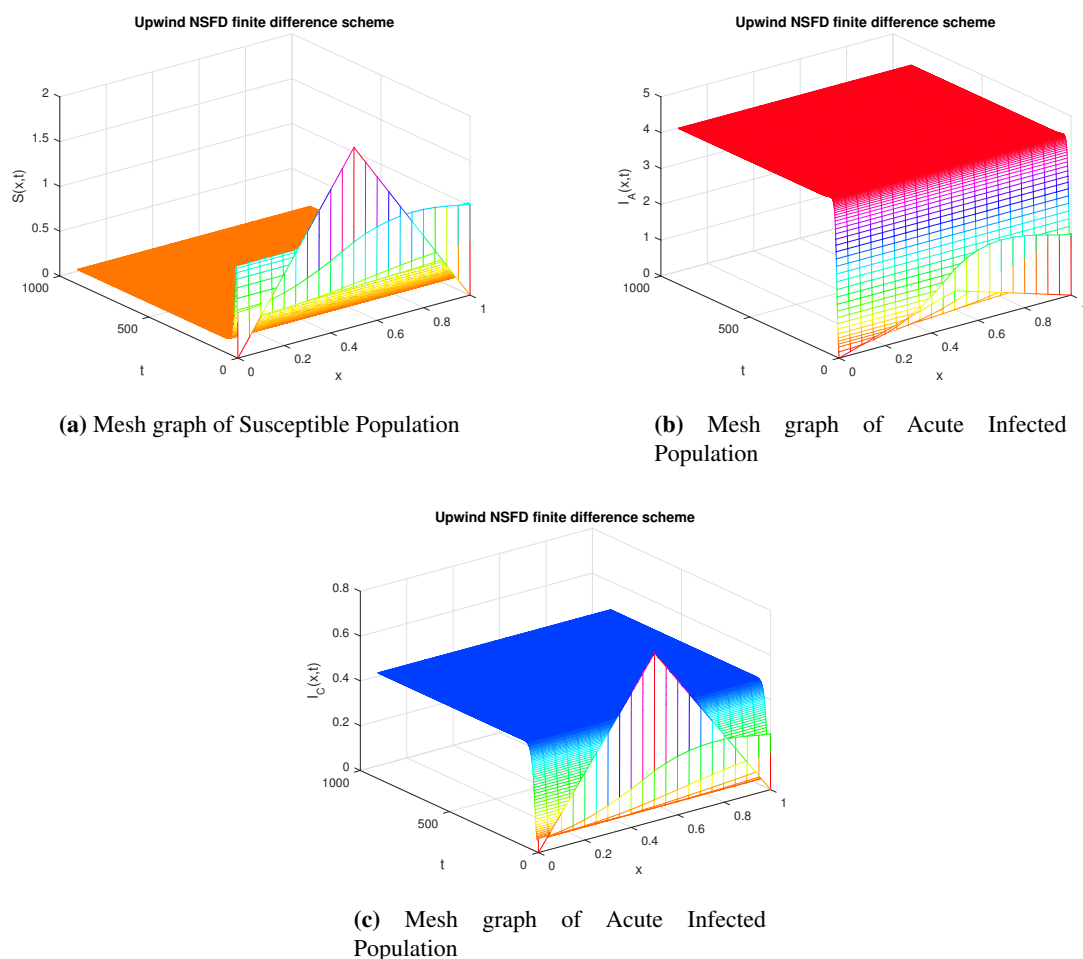 Upwind NSFD finite difference scheme
2
1.5
1
0.5
0
S(x,t)
1000
500
0
t
0
0.2
0.4
0.6
0.8
1
x
(a) Mesh graph of Susceptible Population
Upwind NSFD finite difference scheme
5
4
3
2
1
0
I_A(x,t)
1000
500
0
t
0
0.2
0.4
0.6
0.8
1
x
(b) Mesh graph of Acute Infected
Population
Upwind NSFD finite difference scheme
0.8
0.6
0.4
0.2
0
I_C(x,t)
1000
500
0
t
0
0.2
0.4
0.6
0.8
1
x
(c) Mesh graph of Acute Infected
Population